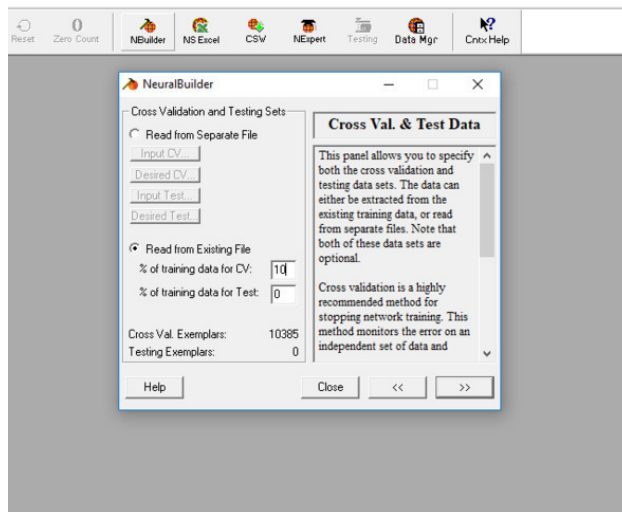 Reset
Zero Count
NBuilder
NS Excel
CSV
NExpert
Testing
Data Mgr
Cntx Help
NeuralBuilder
Cross Validation and Testing Sets
Read from Separate File
Input CV...
Desired CV...
Input Test...
Desired Test...
Read from Existing File
% of training data for CV: 10
% of training data for Test: 0
Cross Val. Exemplars: 10385
Testing Exemplars: 0
Cross Val. & Test Data
This panel allows you to specify
both the cross validation and
testing data sets. The data can
either be extracted from the
existing training data, or read
from separate files. Note that
both of these data sets are
optional.
Cross validation is a highly
recommended method for
stopping network training. This
method monitors the error on an
independent set of data and
Help
Close
<<
>>